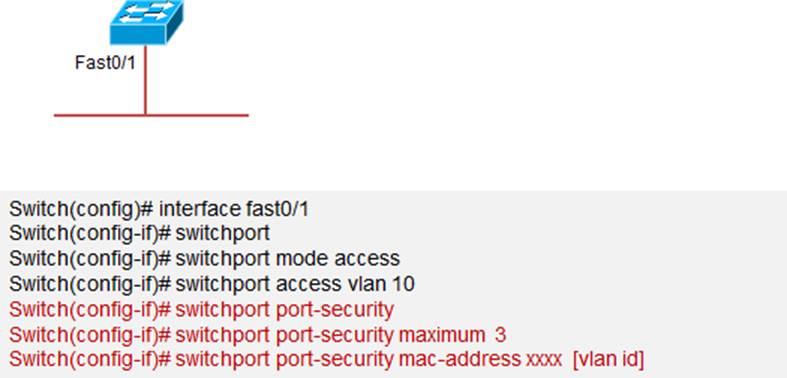 Fast0/1
Switch(config)# interface fast0/1
Switch(config-if)# switchport
Switch(config-if)# switchport mode access
Switch(config-if)# switchport access vlan 10
Switch(config-if)# switchport port-security
Switch(config-if)# switchport port-security maximum 3
Switch(config-if)# switchport port-security mac-address xxxx [vlan id]